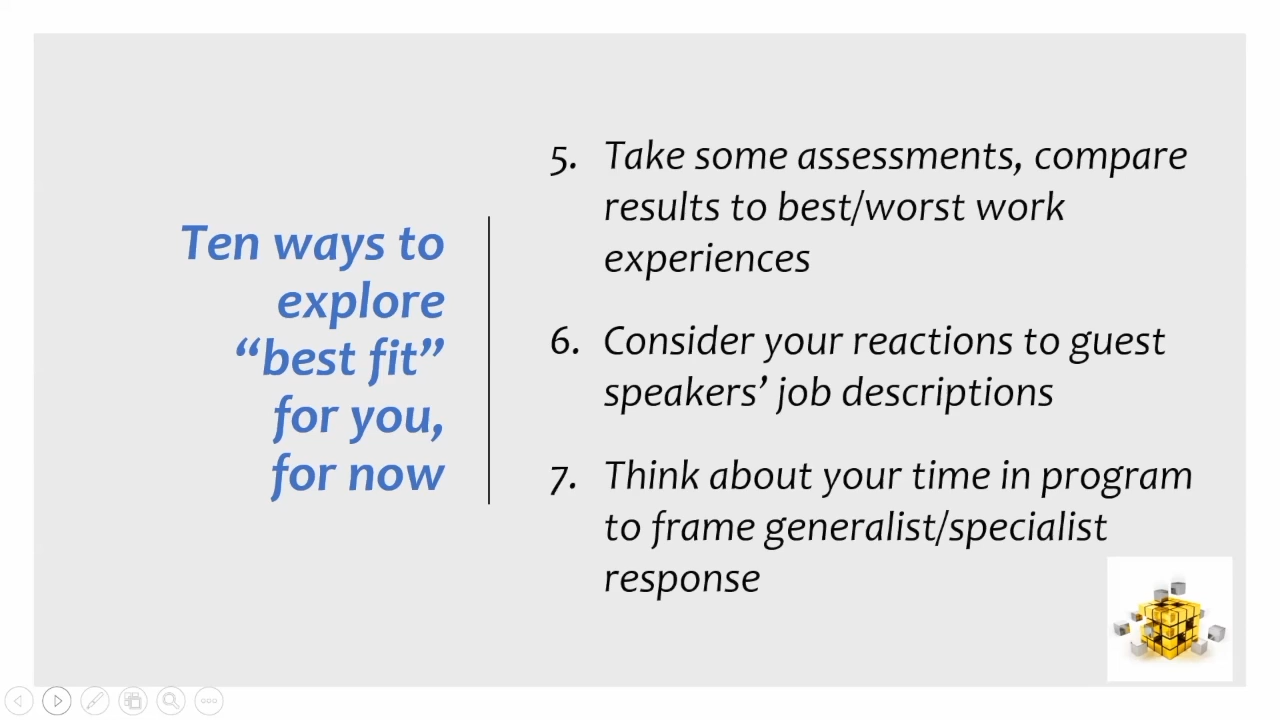 Ten ways to
explore
“best fit”
for you,
for now
5. Take some assessments, compare
results to best/worst work
experiences
6. Consider your reactions to guest
speakers’ job descriptions
7. Think about your time in program
to frame generalist/specialist
response